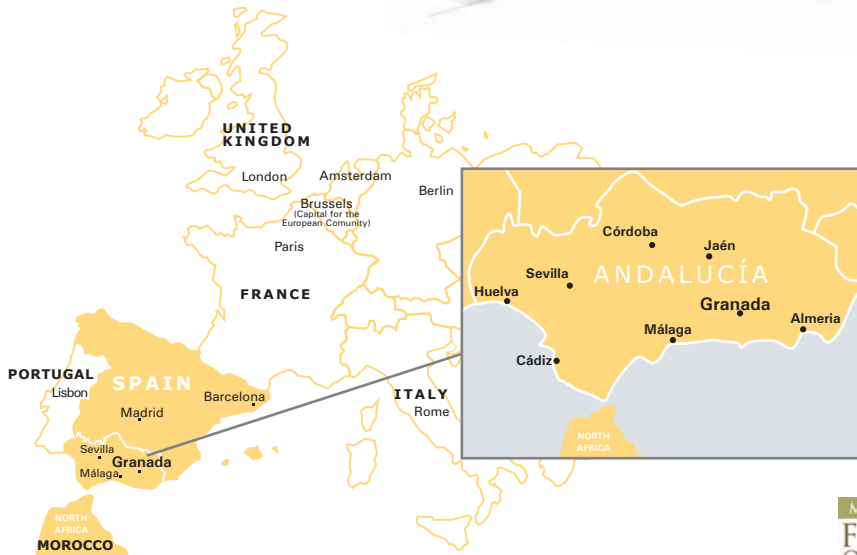 UNITED
KINGDOM
London
Amsterdam
Berlin
Brussels
(Capital for the
European Comunity)
Paris
FRANCE
PORTUGAL
Lisbon
SPAIN
Madrid
Barcelona
Sevilla
Granada
Málaga
NORTH
AFRICA
MOROCCO
ITALY
Rome
Córdoba
Jaén
Sevilla
ANDALUCÍA
Huelva
Granada
Málaga
Almeria
Cádiz
NORTH
AFRICA